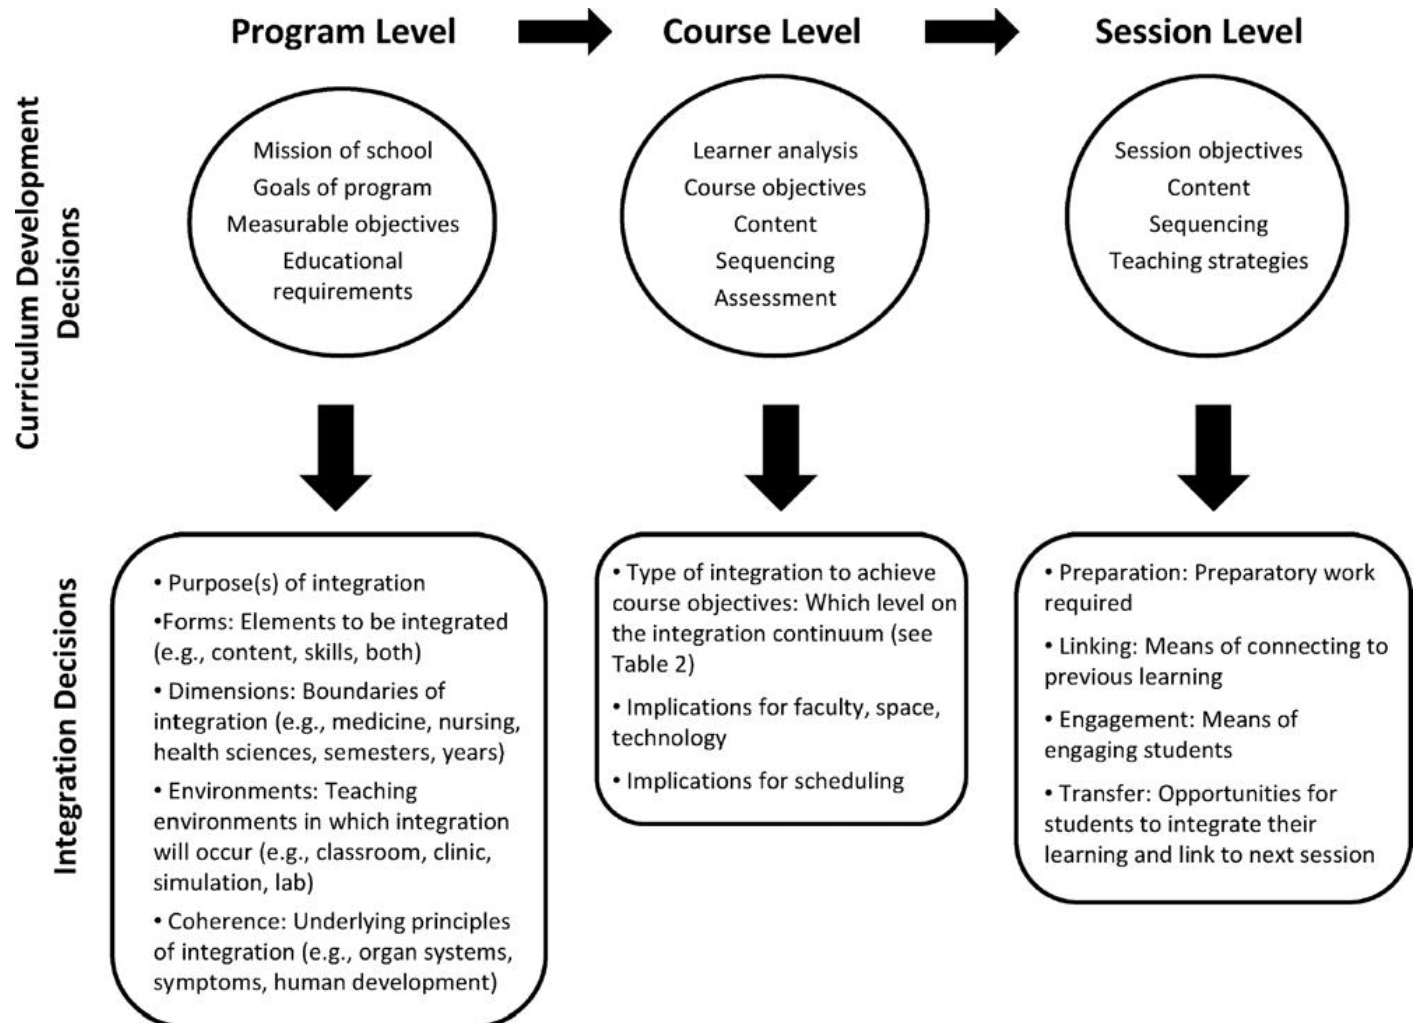 Program Level
Course Level
Session Level
Curriculum Development
Decisions
Mission of school
Goals of program
Measurable objectives
Educational
requirements
Learner analysis
Course objectives
Content
Sequencing
Assessment
Session objectives
Content
Sequencing
Teaching strategies
Integration Decisions
• Purpose(s) of integration
•Forms: Elements to be integrated
(e.g., content, skills, both)
• Dimensions: Boundaries of
integration (e.g., medicine, nursing,
health sciences, semesters, years)
• Environments: Teaching
environments in which integration
will occur (e.g., classroom, clinic,
simulation, lab)
• Coherence: Underlying principles
of integration (e.g., organ systems,
symptoms, human development)
• Type of integration to achieve
course objectives: Which level on
the integration continuum (see
Table 2)
• Implications for faculty, space,
technology
• Implications for scheduling
• Preparation: Preparatory work
required
• Linking: Means of connecting to
previous learning
• Engagement: Means of
engaging students
• Transfer: Opportunities for
students to integrate their
learning and link to next session